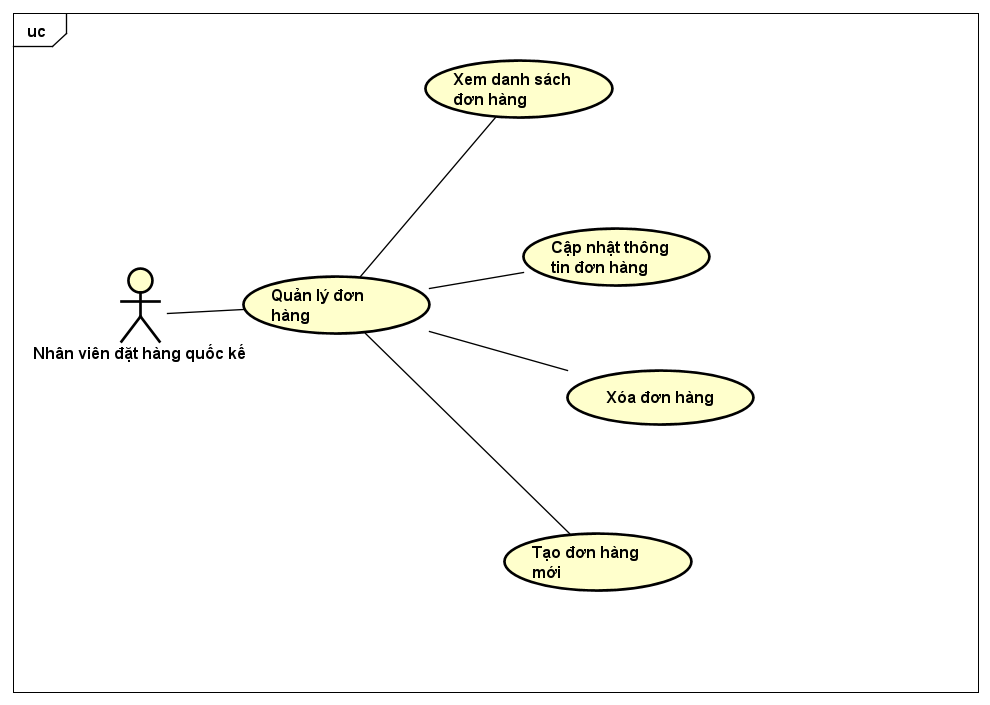 uc
Xem danh sách
đơn hàng
Cập nhật thông
tin đơn hàng
Quản lý đơn
hàng
Nhân viên đặt hàng quốc kế
Xóa đơn hàng
Tạo đơn hàng
mới